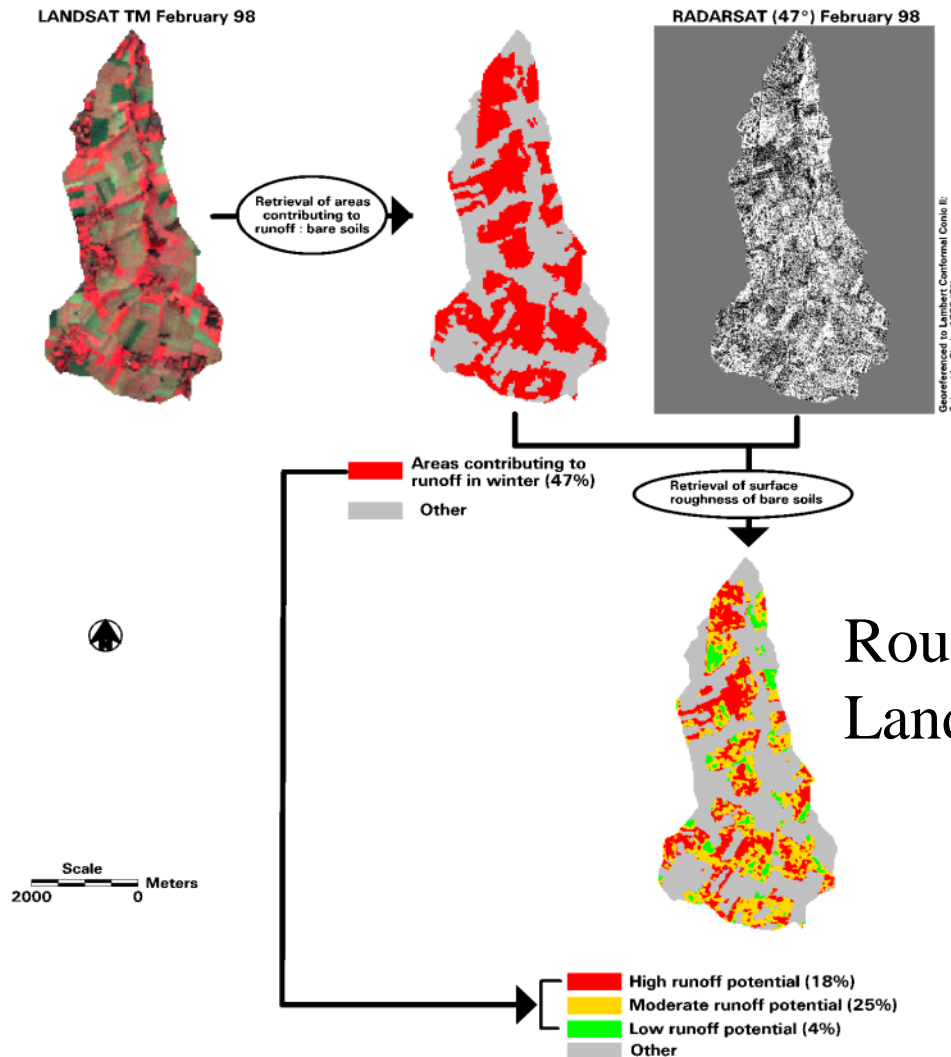 LANDSAT TM February 98
RADARSAT (47°) February 98
Retrieval of areas
contributing to
runoff : bare soils
Georeferenced to Lambert Conformal Conic II:
Areas contributing to
runoff in winter (47%)
Other
Retrieval of surface
roughness of bare soils
Rou
Land
Scale
Meters
2000 0
High runoff potential (18%)
Moderate runoff potential (25%)
Low runoff potential (4%)
Other